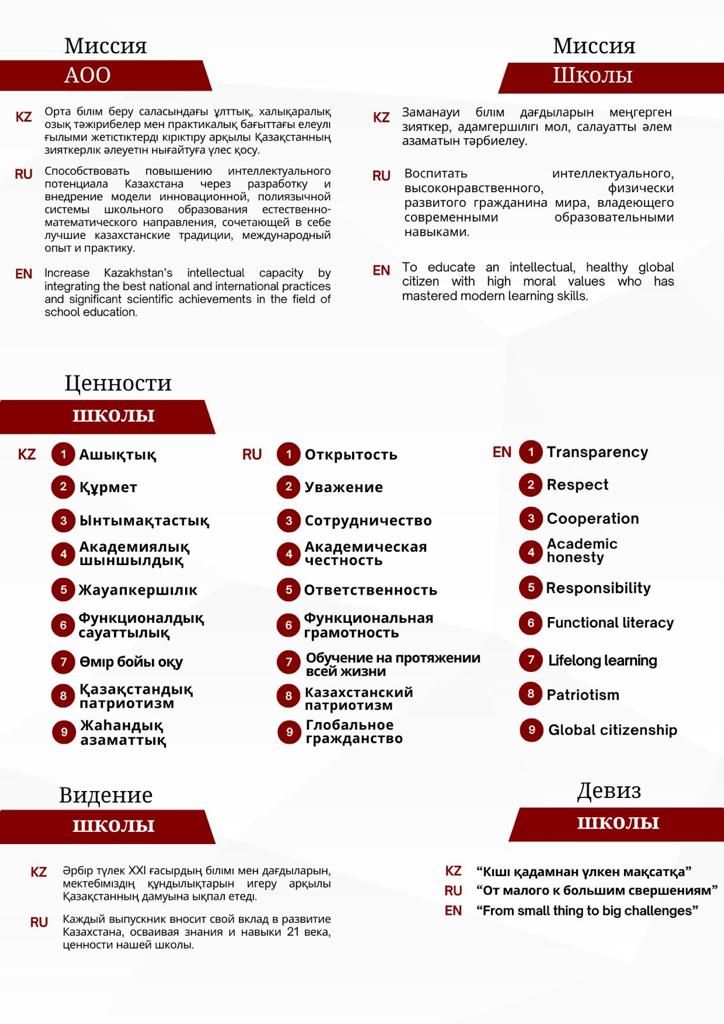 Миссия
АОО
KZ
Орта білім беру саласындағы ұлттық, халықаралық
озық тәжірибелер мен практикалық бағыттағы елеулі
ғылыми жетістіктерді кіріктіру арқылы Қазақстанның
зияткерлік әлеуетін нығайтуға үлес қосу.
RU
Способствовать повышению интеллектуального
потенциала Казахстана через разработку и
внедрение модели инновационной, полиязычной
системы школьного образования естественно-
математического направления, сочетающей в себе
лучшие казахстанские традиции, международный
опыт и практику.
EN
Increase Kazakhstan’s intellectual capacity by
integrating the best national and international practices
and significant scientific achievements in the field of
school education.
Миссия
Школы
KZ
Заманауи білім дағдыларын меңгерген
зияткер, адамгершілігі мол, салауатты әлем
азаматын тәрбиелеу.
RU
Воспитать интеллектуального,
высоконравственного, физически
развитого гражданина мира, владеющего
современными образовательными
навыками.
EN
To educate an intellectual, healthy global
citizen with high moral values who has
mastered modern learning skills.
Ценности
школы
KZ
1 Ашықтық
2 Құрмет
3 Ынтымақтастық
4 Академиялық
шыншылдық
5 Жауапкершілік
6 Функционалдық
сауаттылық
7 Өмір бойы оқу
8 Қазақстандық
патриотизм
9 Жаһандық
азаматтық
RU
1 Открытость
2 Уважение
3 Сотрудничество
4 Академическая
честность
5 Ответственность
6 Функциональная
грамотность
7 Обучение на протяжении
всей жизни
8 Казахстанский
патриотизм
9 Глобальное
гражданство
EN
1 Transparency
2 Respect
3 Cooperation
4 Academic
honesty
5 Responsibility
6 Functional literacy
7 Lifelong learning
8 Patriotism
9 Global citizenship
Видение
школы
KZ
Әрбір түлек XXI ғасырдың білімі мен дағдыларын,
мектебіміздің құндылықтарын игеру арқылы
Қазақстанның дамуына ықпал етеді.
RU
Каждый выпускник вносит свой вклад в развитие
Казахстана, осваивая знания и навыки 21 века,
ценности нашей школы.
Девиз
школы
KZ “Кіші қадамнан үлкен мақсатқа”
RU “От малого к большим свершениям”
EN “From small thing to big challenges”